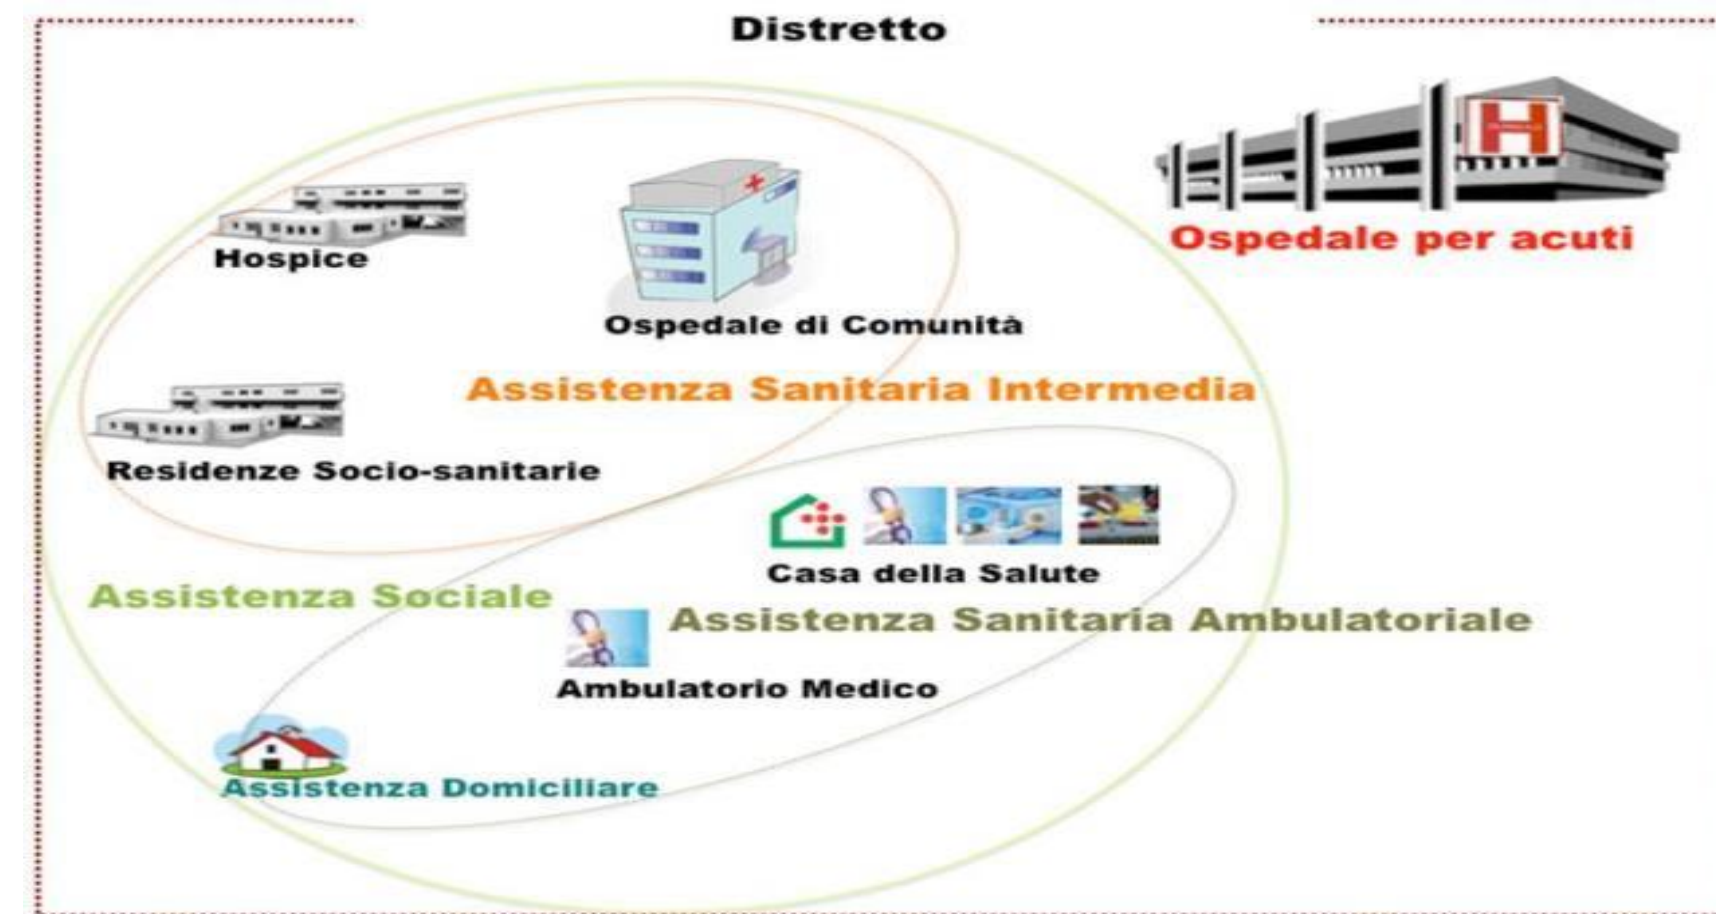 Distretto
H
Ospedale per acuti
Hospice
Ospedale di Comunità
Assistenza Sanitaria Intermedia
Residenze Socio-sanitarie
Casa della Salute
Assistenza Sociale
Assistenza Sanitaria Ambulatoriale
Ambulatorio Medico
Assistenza Domiciliare